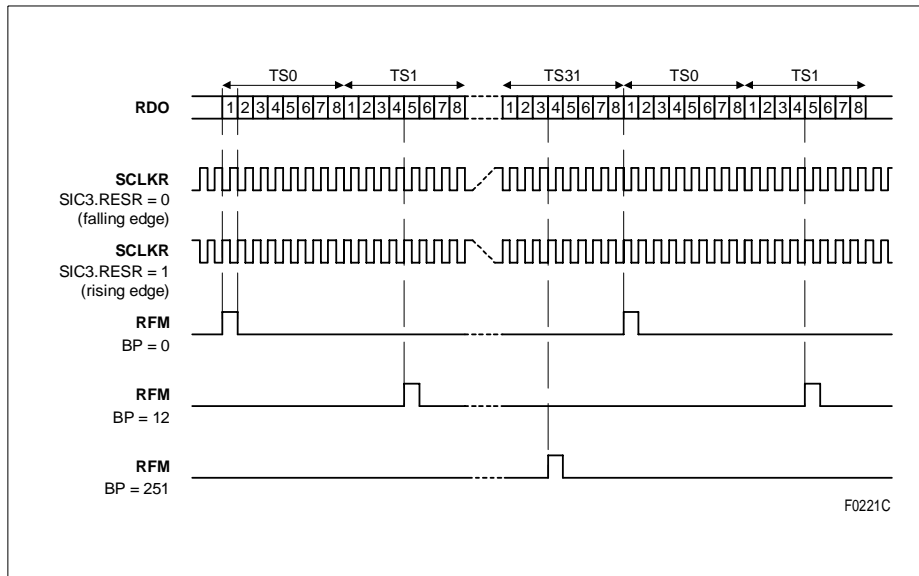 TS0 TS1 TS31 TS0 TS1
RDO 1 2 3 4 5 6 7 8 1 2 3 4 5 6 7 8 1 2 3 4 5 6 7 8 1 2 3 4 5 6 7 8 1 2 3 4 5 6 7 8
SCLKR
SIC3.RESR = 0
(falling edge)
SCLKR
SIC3.RESR = 1
(rising edge)
RFM
BP = 0
RFM
BP = 12
RFM
BP = 251
F0221C